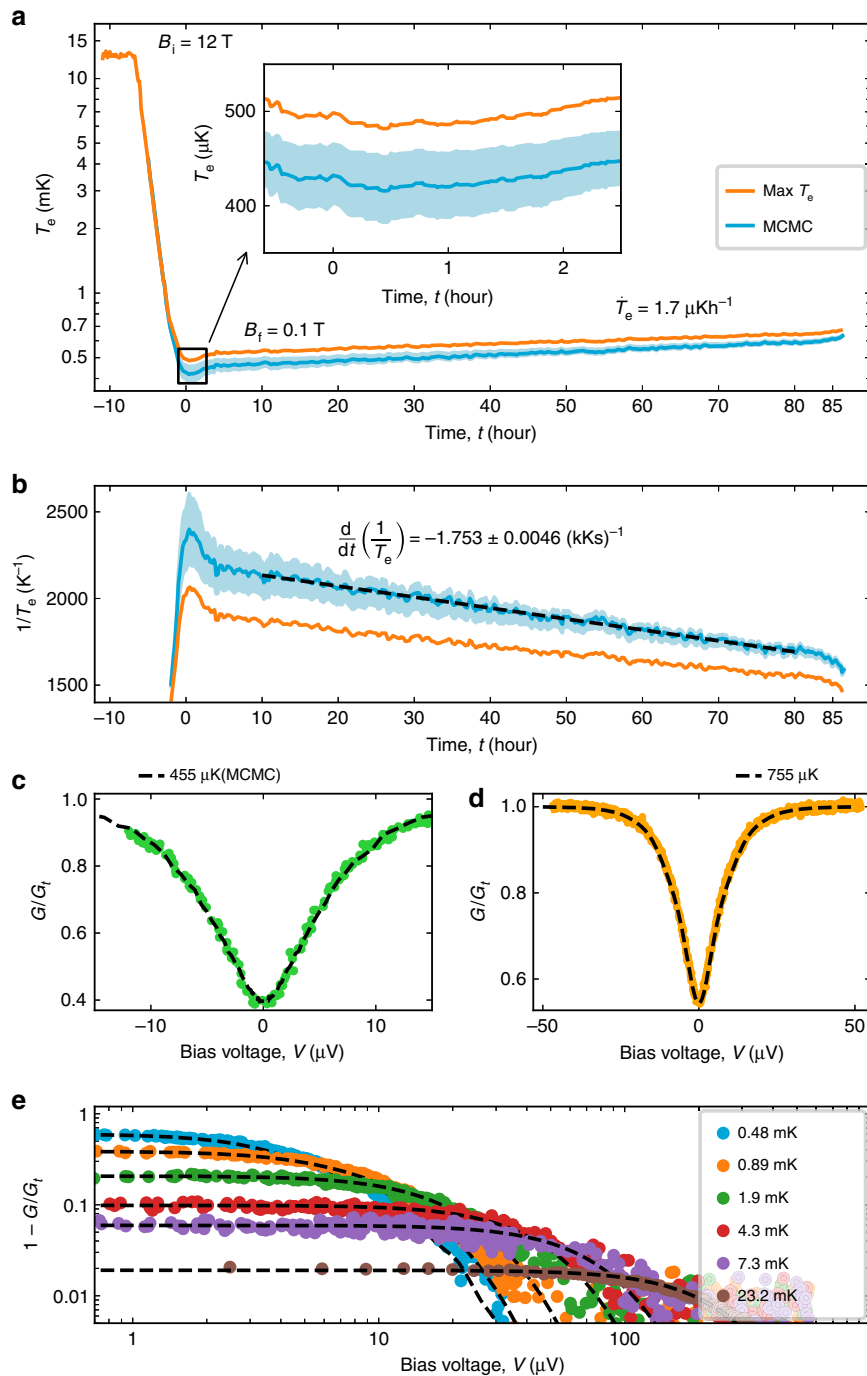 a
15
10
7
5
4
3
2
1
0.7
0.5
T_e (mK)
B_i = 12 T
500
400
T_e (μK)
0
1
2
Time, t (hour)
Max T_e
MCMC
B_f = 0.1 T
Ṫ_e = 1.7 μKh⁻¹
−10
0
10
20
30
40
50
60
70
80
85
Time, t (hour)
b
2500
2000
1500
1/T_e (K⁻¹)
d/dt (1/T_e) = −1.753 ± 0.0046 (kKs)⁻¹
−10
0
10
20
30
40
50
60
70
80
85
Time, t (hour)
c
455 μK(MCMC)
1.0
0.8
0.6
0.4
G/G_t
−10
0
10
Bias voltage, V (μV)
d
755 μK
1.0
0.8
0.6
G/G_t
−50
0
50
Bias voltage, V (μV)
e
1
0.1
0.01
1 − G/G_t
0.48 mK
0.89 mK
1.9 mK
4.3 mK
7.3 mK
23.2 mK
1
10
100
Bias voltage, V (μV)